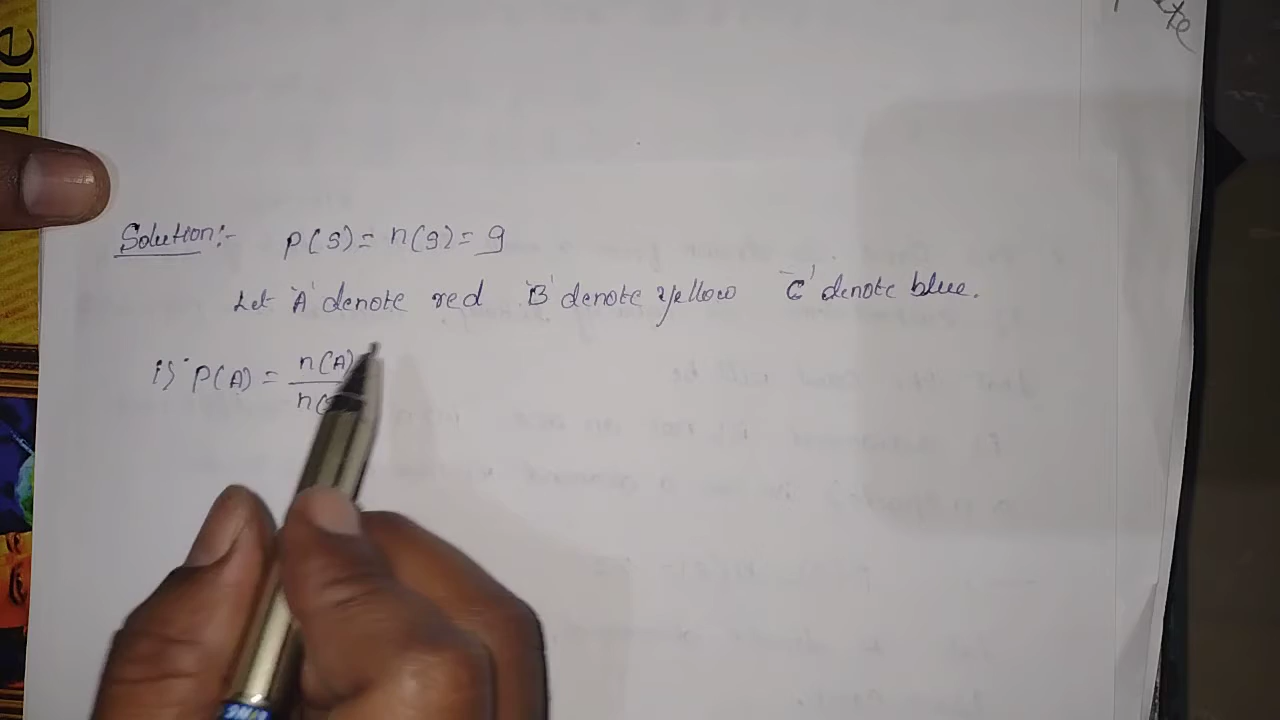 Solution:- P(S) = n(S) = 9
Let 'A' denote red 'B' denote yellow 'C' denote blue.
i) P(A) = n(A)
n(